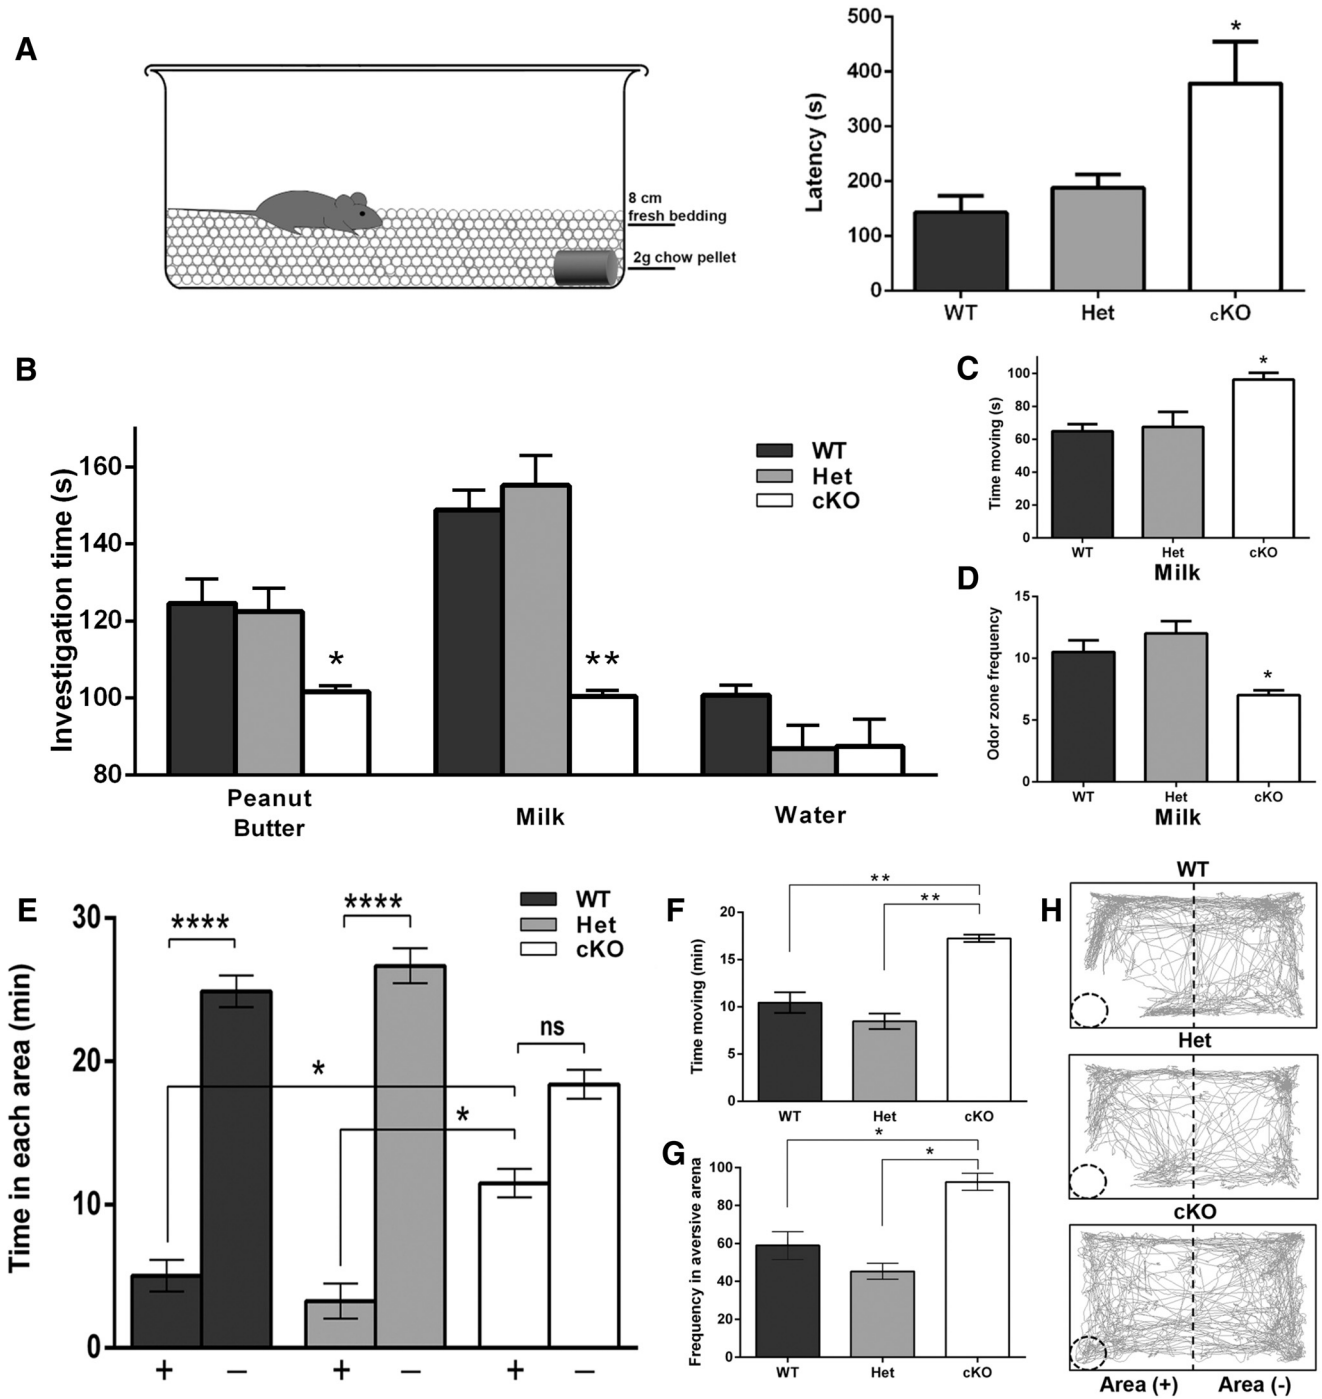 A
8 cm
fresh bedding
2g chow pellet
Latency (s)
500
400
300
200
100
0
*
WT Het cKO
B
Investigation time (s)
160
140
120
100
80
*
**
WT
Het
cKO
Peanut
Butter
Milk
Water
C
Time moving (s)
100
80
60
40
20
0
*
WT Het cKO
Milk
D
Odor zone frequency
15
10
5
0
*
WT Het cKO
Milk
E
Time in each area (min)
30
20
10
0
****
****
ns
*
*
WT
Het
cKO
+ – + – + –
F
Time moving (min)
20
15
10
5
0
**
**
WT Het cKO
G
Frequency in aversive arena
100
80
60
40
20
0
*
*
WT Het cKO
H
WT
Het
cKO
Area (+) Area (-)